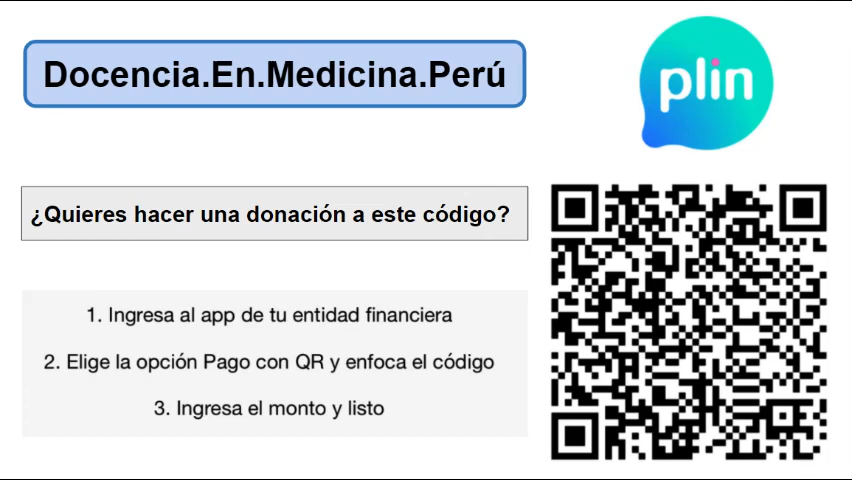 Docencia.En.Medicina.Perú
plin
¿Quieres hacer una donación a este código?
1. Ingresa al app de tu entidad financiera
2. Elige la opción Pago con QR y enfoca el código
3. Ingresa el monto y listo